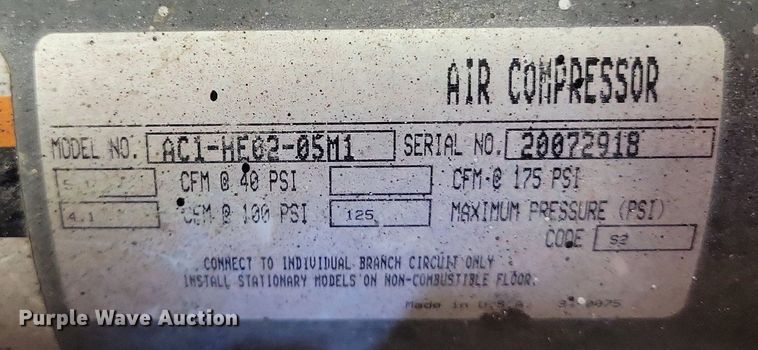 AIR COMPRESSOR
MODEL NO. AC1-HE02-05M1 SERIAL NO. 20072918
CFM @ 40 PSI CFM @ 175 PSI
4.1 CFM @ 100 PSI 125 MAXIMUM PRESSURE (PSI)
CODE S2
CONNECT TO INDIVIDUAL BRANCH CIRCUIT ONLY
INSTALL STATIONARY MODELS ON NON-COMBUSTIBLE FLOOR.
Made in U.S.A.
Purple Wave Auction